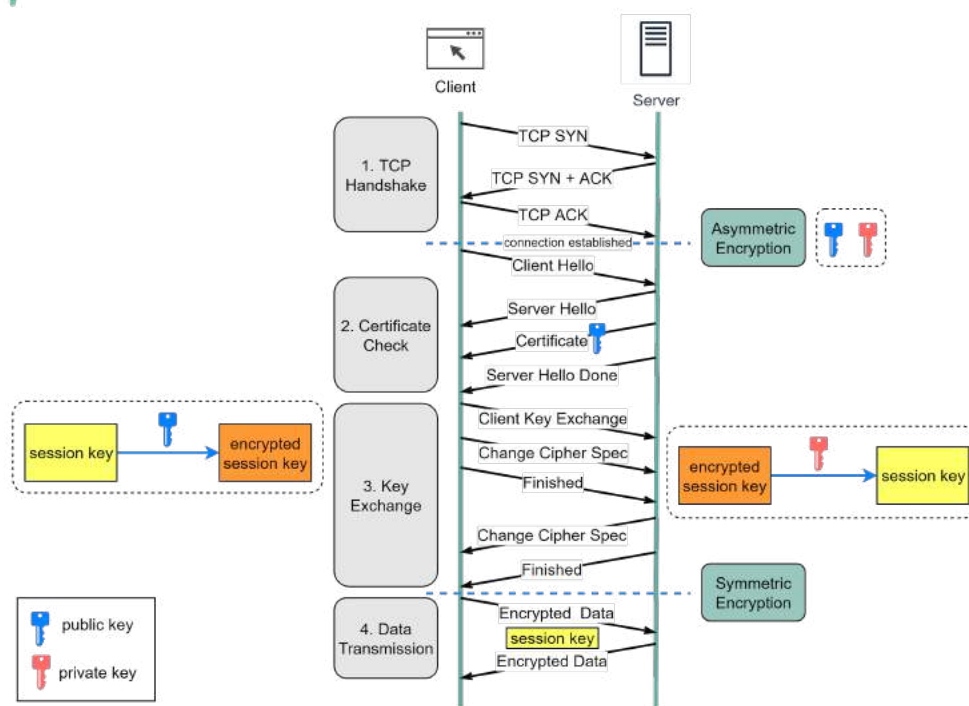 Client
Server
1. TCP
Handshake
TCP SYN
TCP SYN + ACK
TCP ACK
connection established
Asymmetric
Encryption
Client Hello
2. Certificate
Check
Server Hello
Certificate
Server Hello Done
3. Key
Exchange
Client Key Exchange
Change Cipher Spec
Finished
Change Cipher Spec
Finished
session key
encrypted
session key
encrypted
session key
session key
Symmetric
Encryption
4. Data
Transmission
Encrypted Data
session key
Encrypted Data
public key
private key